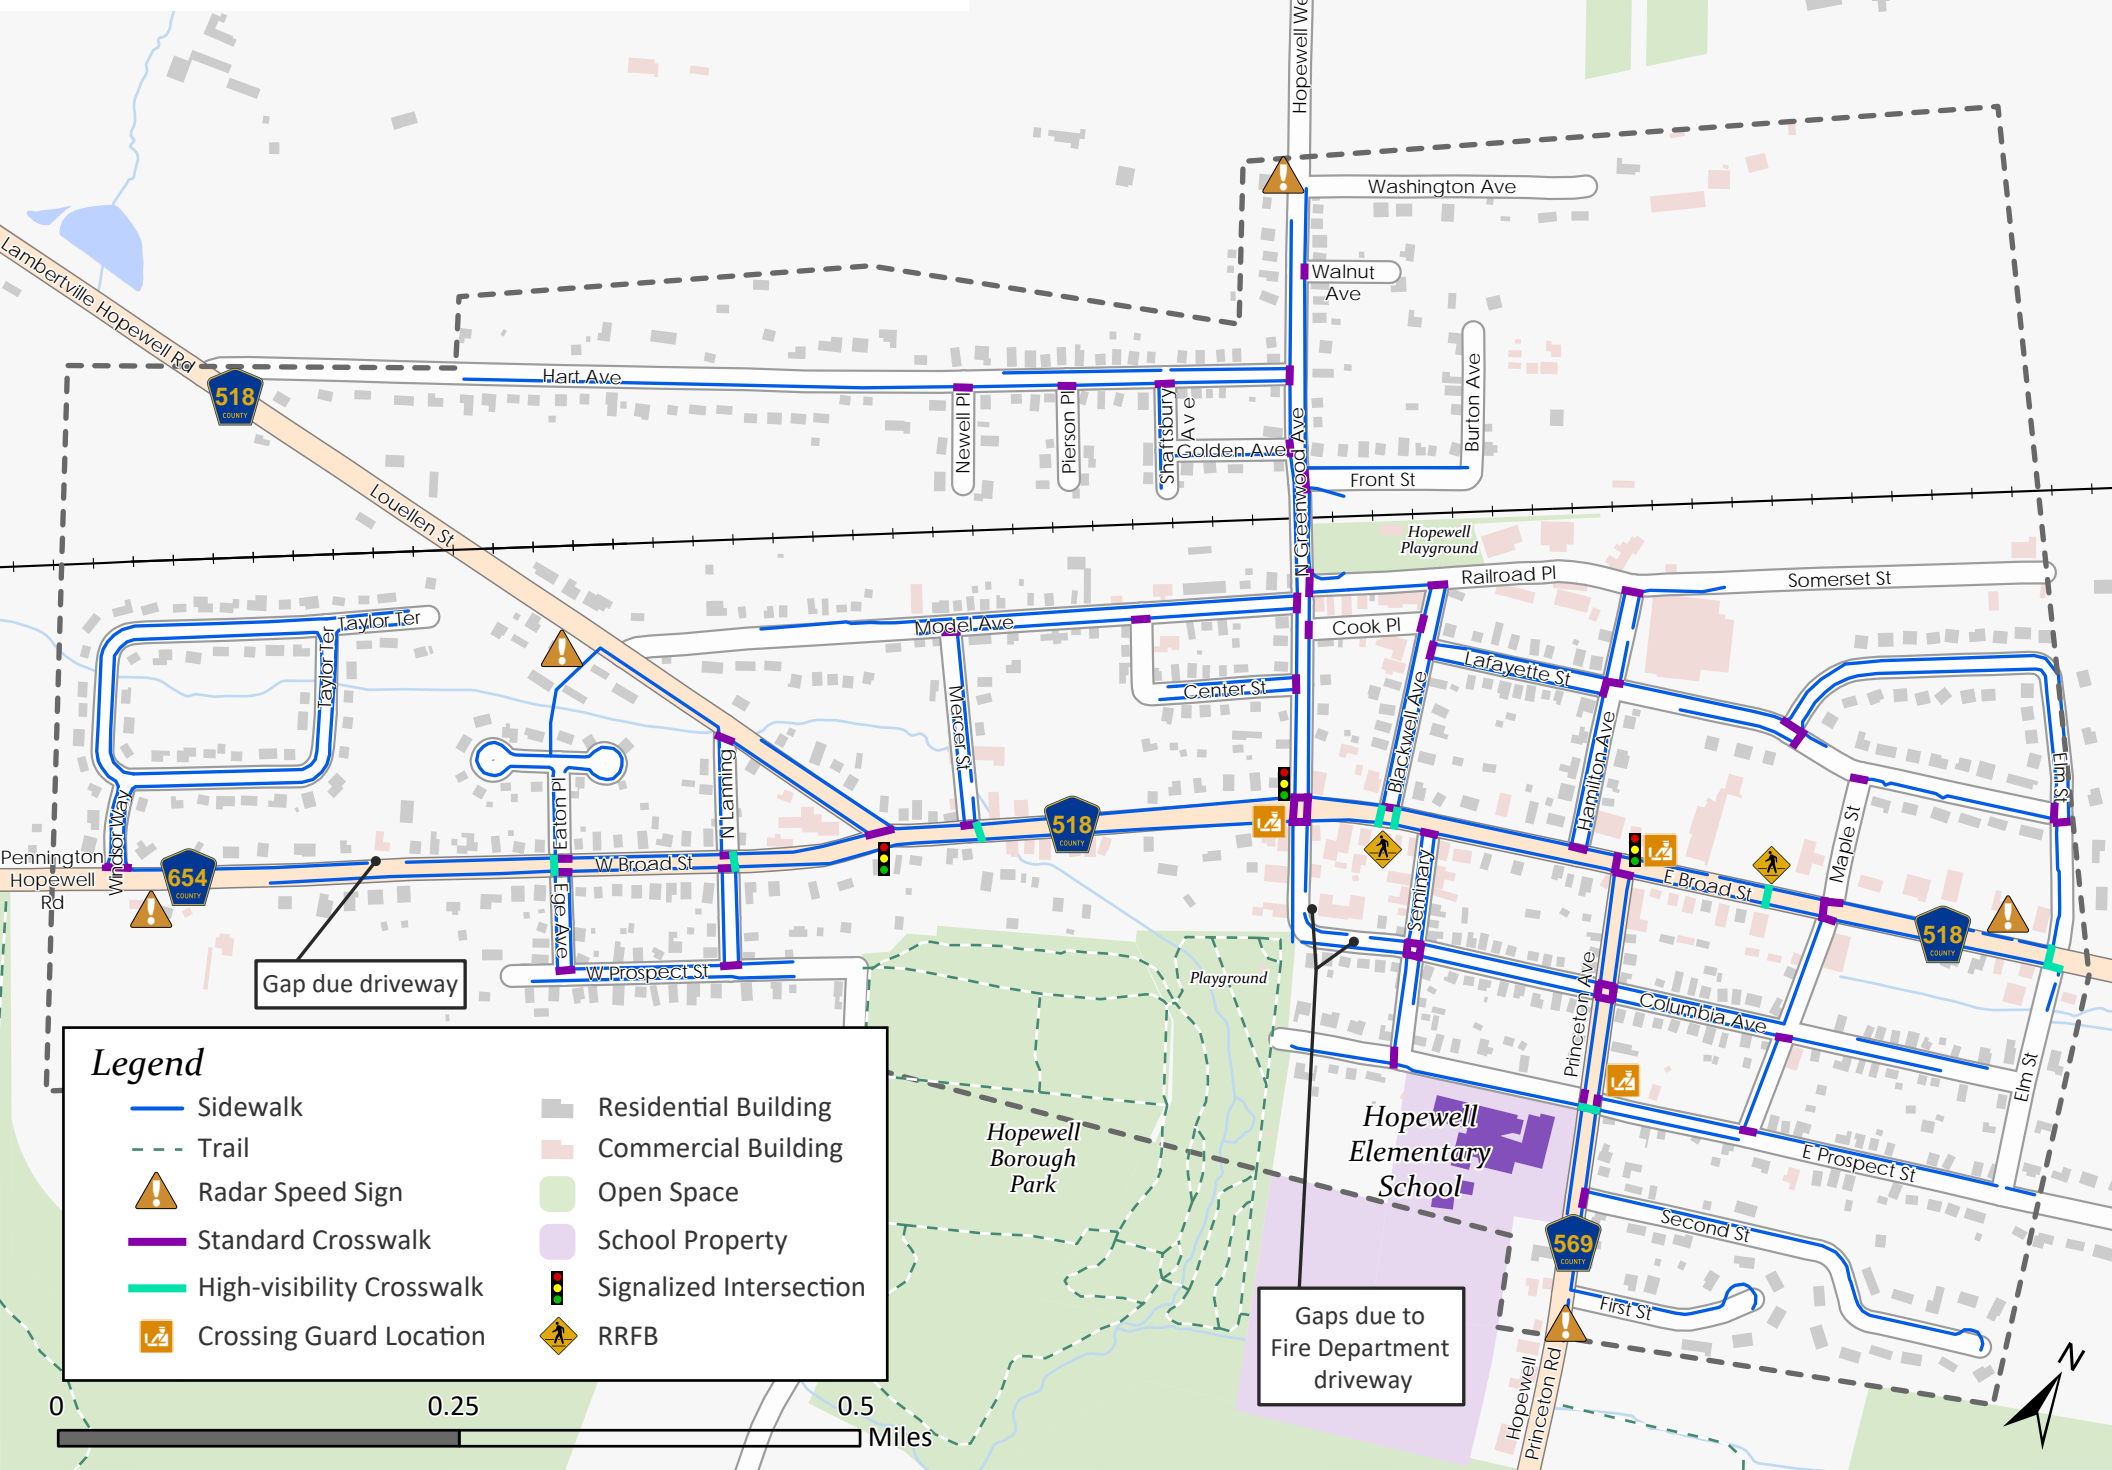 Hopewell We
Washington Ave
Walnut
Ave
Lambertville Hopewell Rd
518
COUNTY
Hart Ave
Newell Pl
Pierson Pl
Shaftsbury
Ave
Golden Ave
N Greenwood Ave
Burton Ave
Front St
Louellen St
Hopewell
Playground
Railroad Pl
Somerset St
Taylor Ter
Taylor Ter
Model Ave
Cook Pl
Lafayette St
Center St
Mercer St
Blackwell Ave
Hamilton Ave
Elm St
Windsor Way
Eaton Pl
N Lanning
518
COUNTY
Maple St
Pennington
Hopewell
Rd
654
COUNTY
W Broad St
Ege Ave
Seminary
E Broad St
518
COUNTY
W Prospect St
Gap due driveway
Playground
Princeton Ave
Columbia Ave
Elm St
Hopewell
Elementary
School
Hopewell
Borough
Park
E Prospect St
Second St
569
COUNTY
First St
Hopewell
Princeton Rd
Gaps due to
Fire Department
driveway
Legend
Sidewalk
Trail
Radar Speed Sign
Standard Crosswalk
High-visibility Crosswalk
Crossing Guard Location
Residential Building
Commercial Building
Open Space
School Property
Signalized Intersection
RRFB
0
0.25
0.5
Miles
N